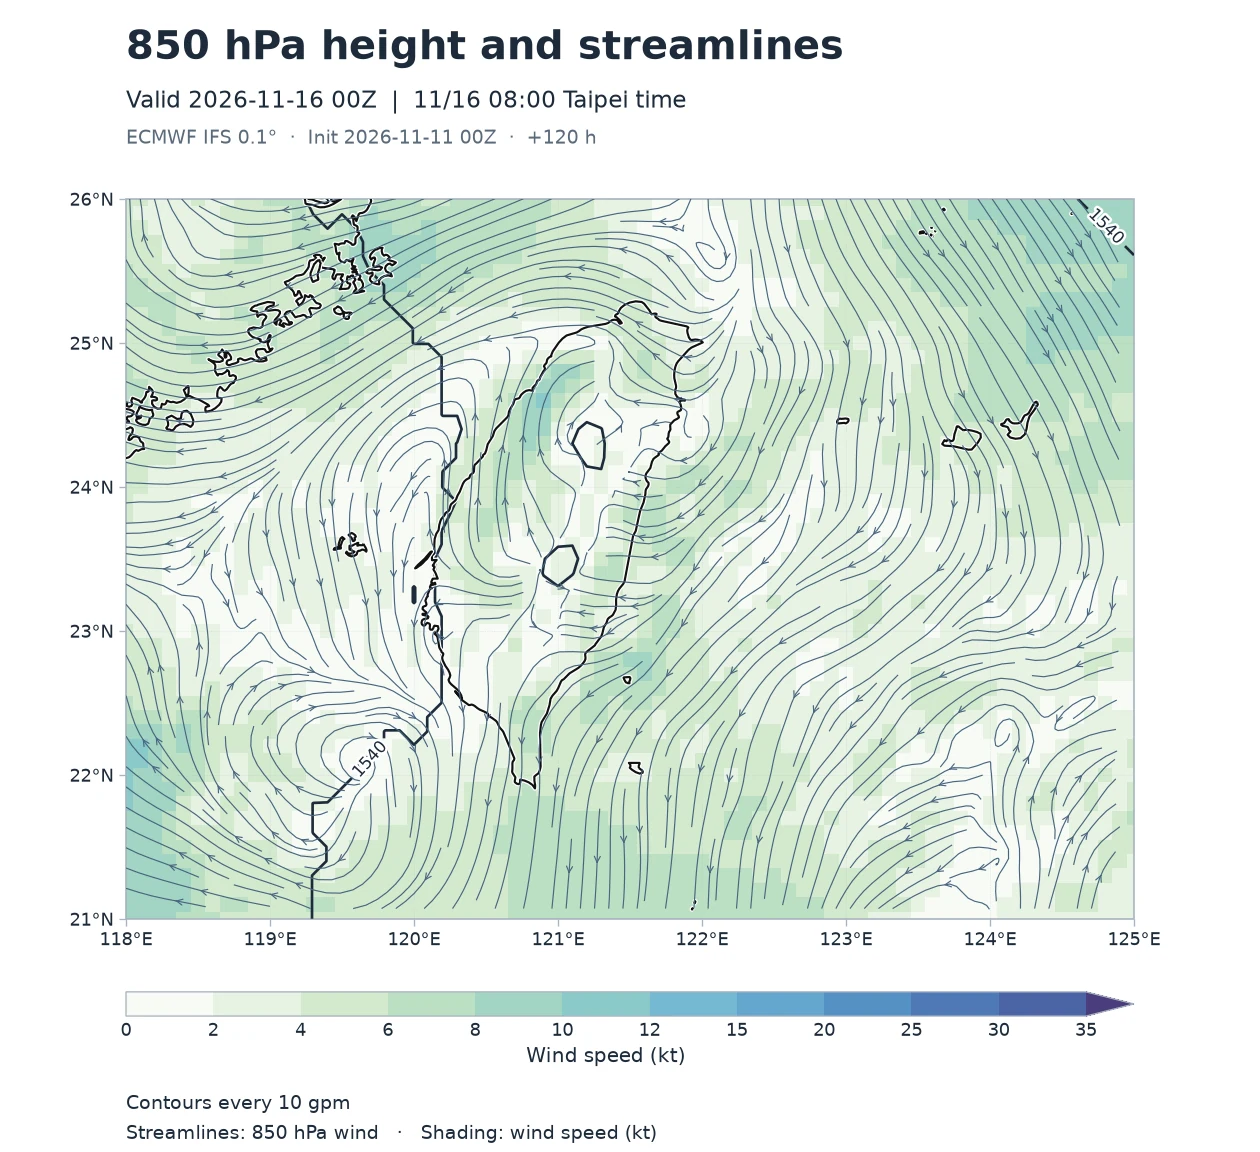 850 hPa height and streamlines
Valid 2026-11-16 00Z | 11/16 08:00 Taipei time
ECMWF IFS 0.1° · Init 2026-11-11 00Z · +120 h
26°N
25°N
24°N
23°N
22°N
21°N
1540
1540
118°E 119°E 120°E 121°E 122°E 123°E 124°E 125°E
0 2 4 6 8 10 12 15 20 25 30 35
Wind speed (kt)
Contours every 10 gpm
Streamlines: 850 hPa wind · Shading: wind speed (kt)